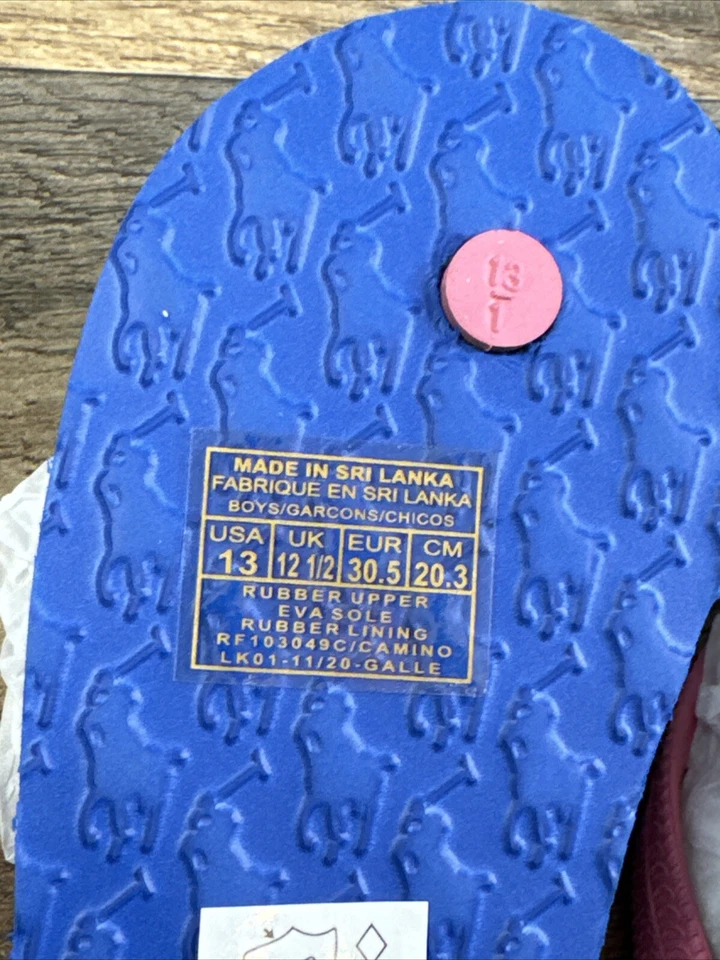 13
1
MADE IN SRI LANKA
FABRIQUE EN SRI LANKA
BOYS/GARCONS/CHICOS
USA UK EUR CM
13 12 1/2 30.5 20.3
RUBBER UPPER
EVA SOLE
RUBBER LINING
RF103049C/CAMINO
LK01-11/20-GALLE